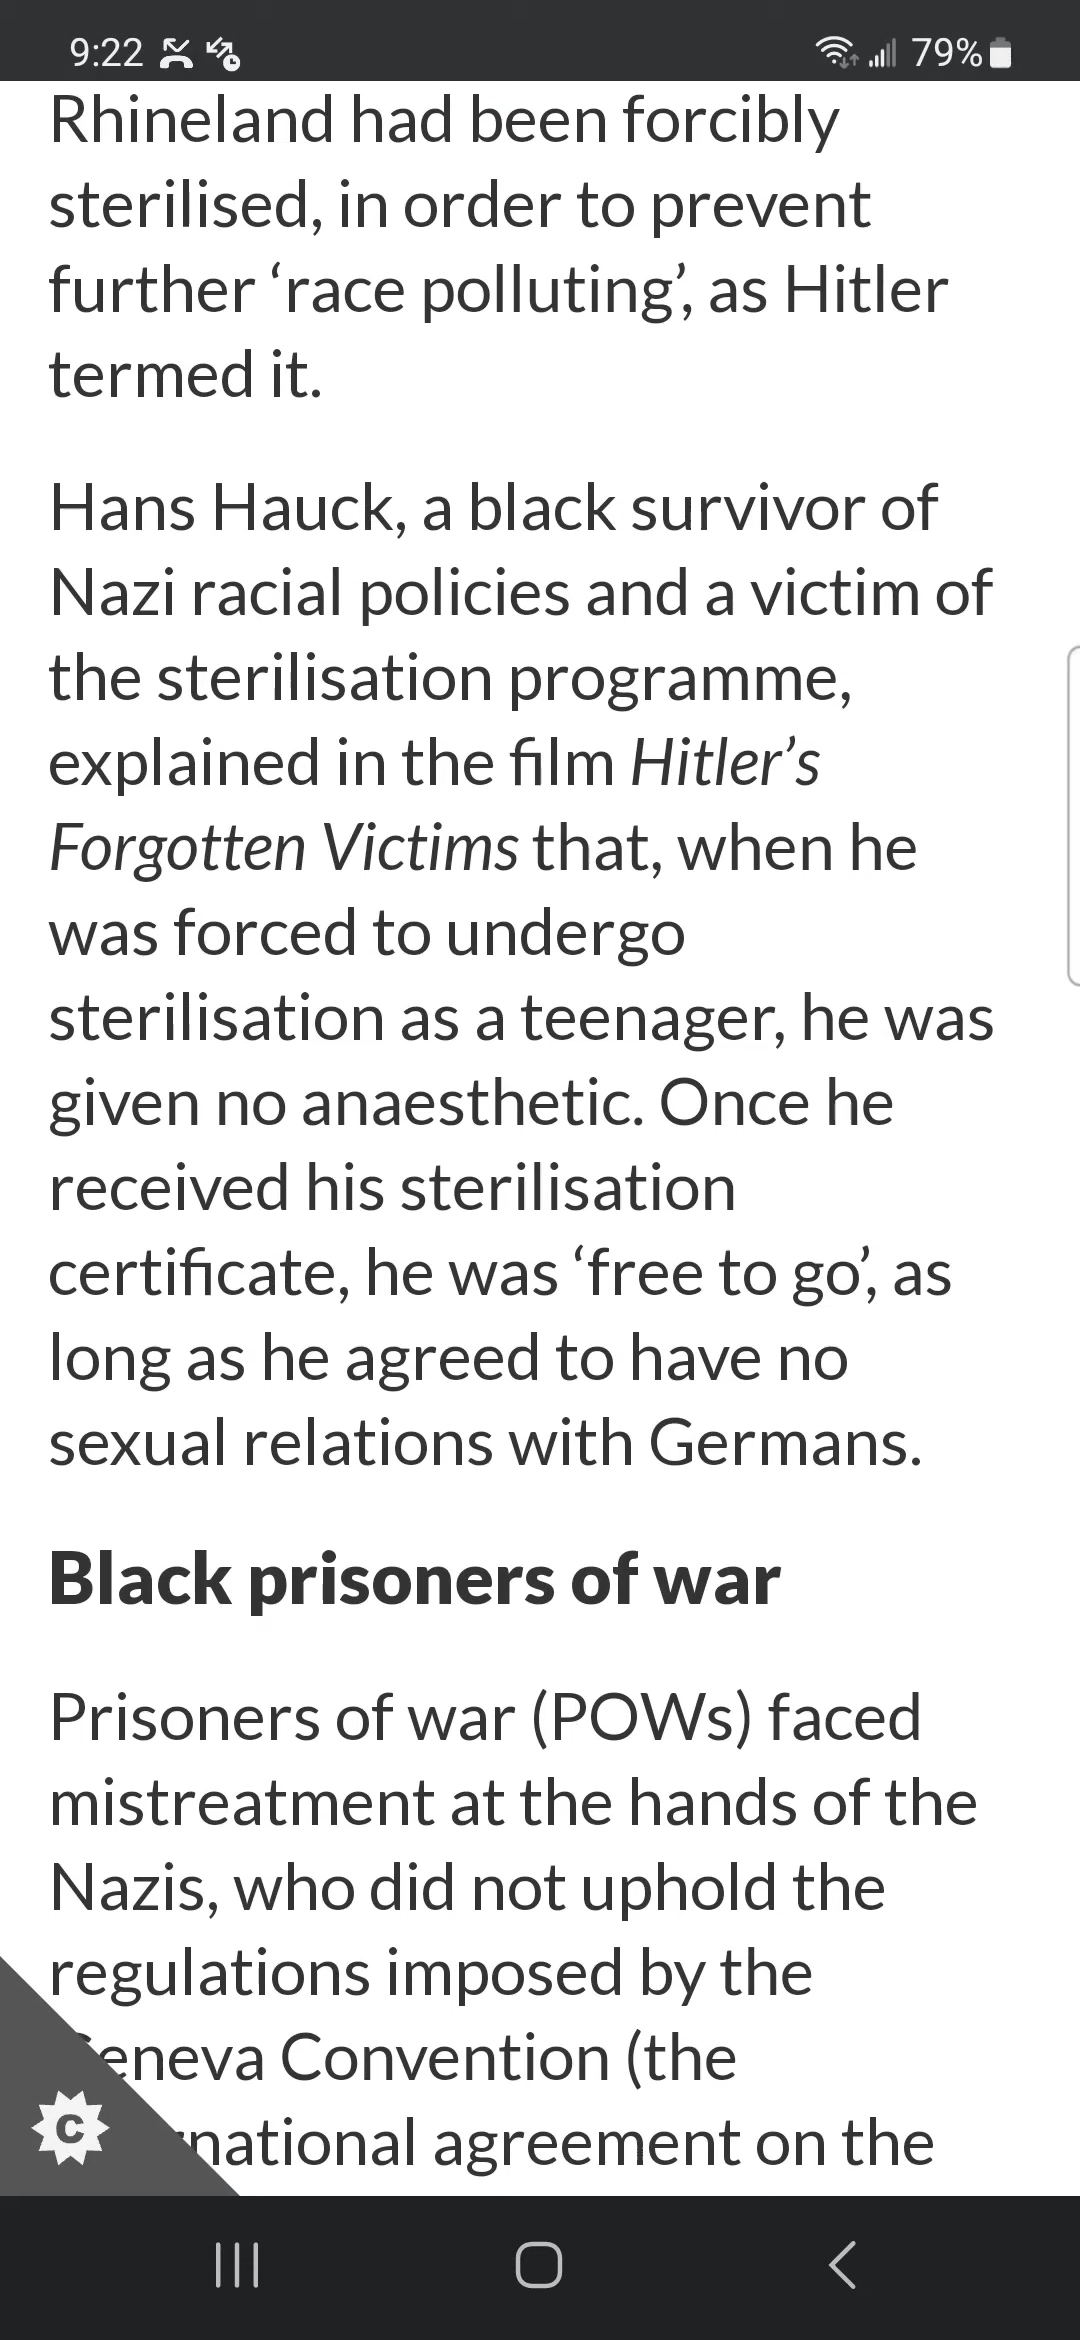 9:22
79%
Rhineland had been forcibly
sterilised, in order to prevent
further ‘race polluting’, as Hitler
termed it.
Hans Hauck, a black survivor of
Nazi racial policies and a victim of
the sterilisation programme,
explained in the film Hitler’s
Forgotten Victims that, when he
was forced to undergo
sterilisation as a teenager, he was
given no anaesthetic. Once he
received his sterilisation
certificate, he was ‘free to go’, as
long as he agreed to have no
sexual relations with Germans.
Black prisoners of war
Prisoners of war (POWs) faced
mistreatment at the hands of the
Nazis, who did not uphold the
regulations imposed by the
eneva Convention (the
C
national agreement on the